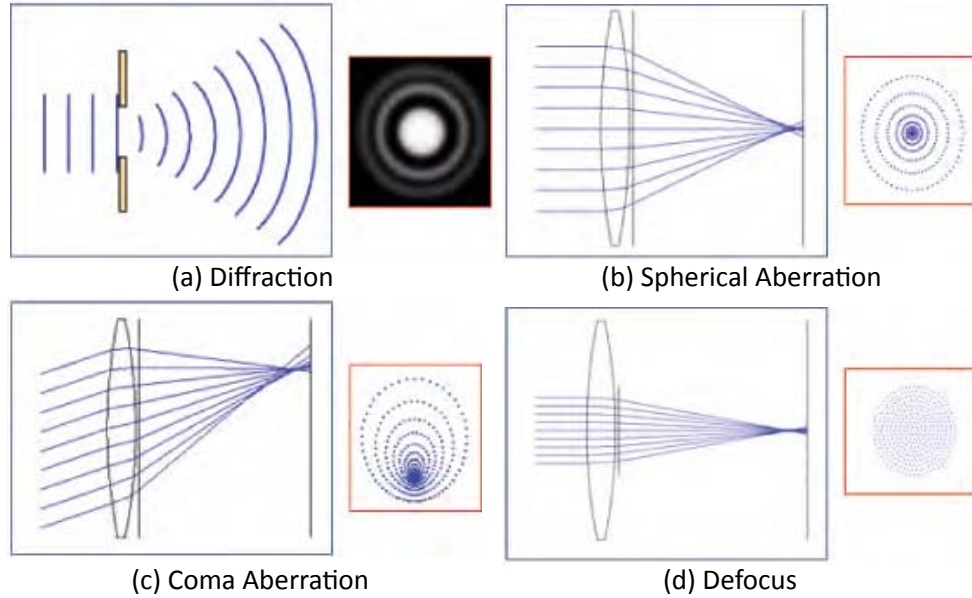 (a) Diffraction
(b) Spherical Aberration
(c) Coma Aberration
(d) Defocus